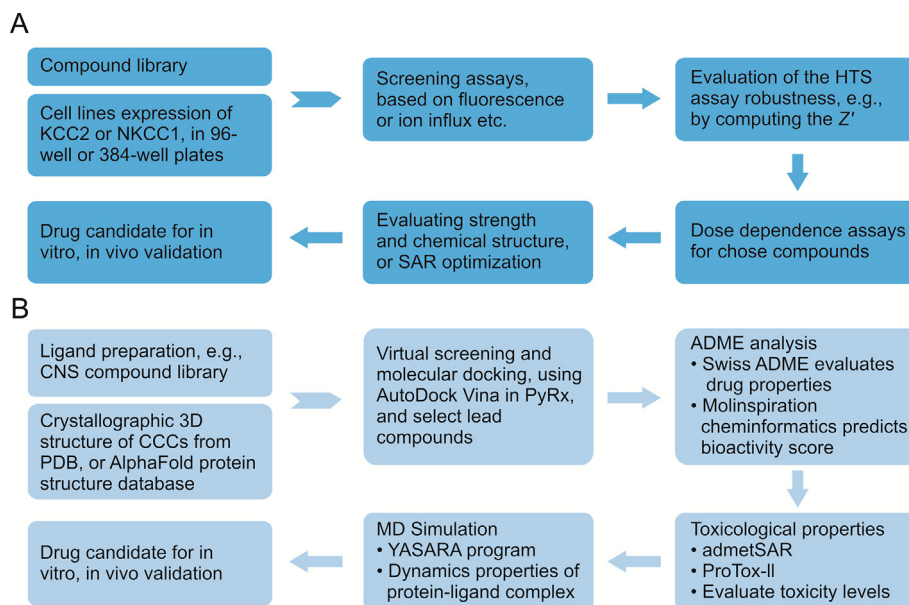 A
Compound library
Cell lines expression of
KCC2 or NKCC1, in 96-
well or 384-well plates
Screening assays,
based on fluorescence
or ion influx etc.
Evaluation of the HTS
assay robustness, e.g.,
by computing the Z'
Dose dependence assays
for chose compounds
Evaluating strength
and chemical structure,
or SAR optimization
Drug candidate for in
vitro, in vivo validation
B
Ligand preparation, e.g.,
CNS compound library
Crystallographic 3D
structure of CCCs from
PDB, or AlphaFold protein
structure database
Virtual screening and
molecular docking, using
AutoDock Vina in PyRx,
and select lead
compounds
ADME analysis
• Swiss ADME evaluates
drug properties
• Molinspiration
cheminformatics predicts
bioactivity score
Toxicological properties
• admetSAR
• ProTox-II
• Evaluate toxicity levels
MD Simulation
• YASARA program
• Dynamics properties of
protein-ligand complex
Drug candidate for in
vitro, in vivo validation